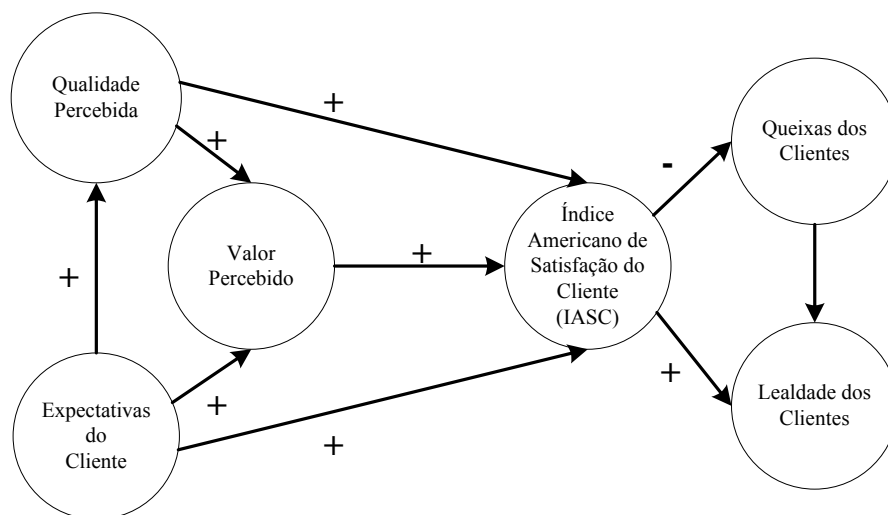 Qualidade
Percebida
+
+
Queixas dos
Clientes
-
Índice
Americano de
Satisfação do
Cliente
(IASC)
Valor
Percebido
+
+
Expectativas
do
Cliente
+
+
+
Lealdade dos
Clientes